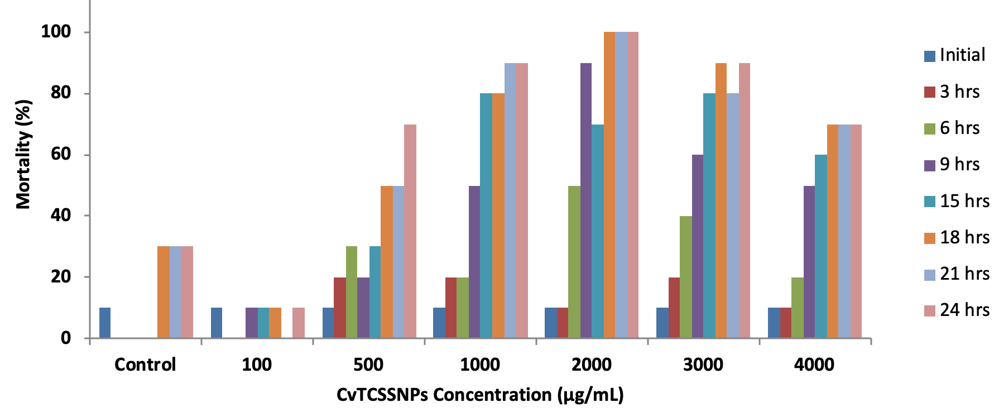 100
80
60
40
20
0
Mortality (%)
Control 100 500 1000 2000 3000 4000
CvTCSSNPs Concentration (µg/mL)
Initial
3 hrs
6 hrs
9 hrs
15 hrs
18 hrs
21 hrs
24 hrs